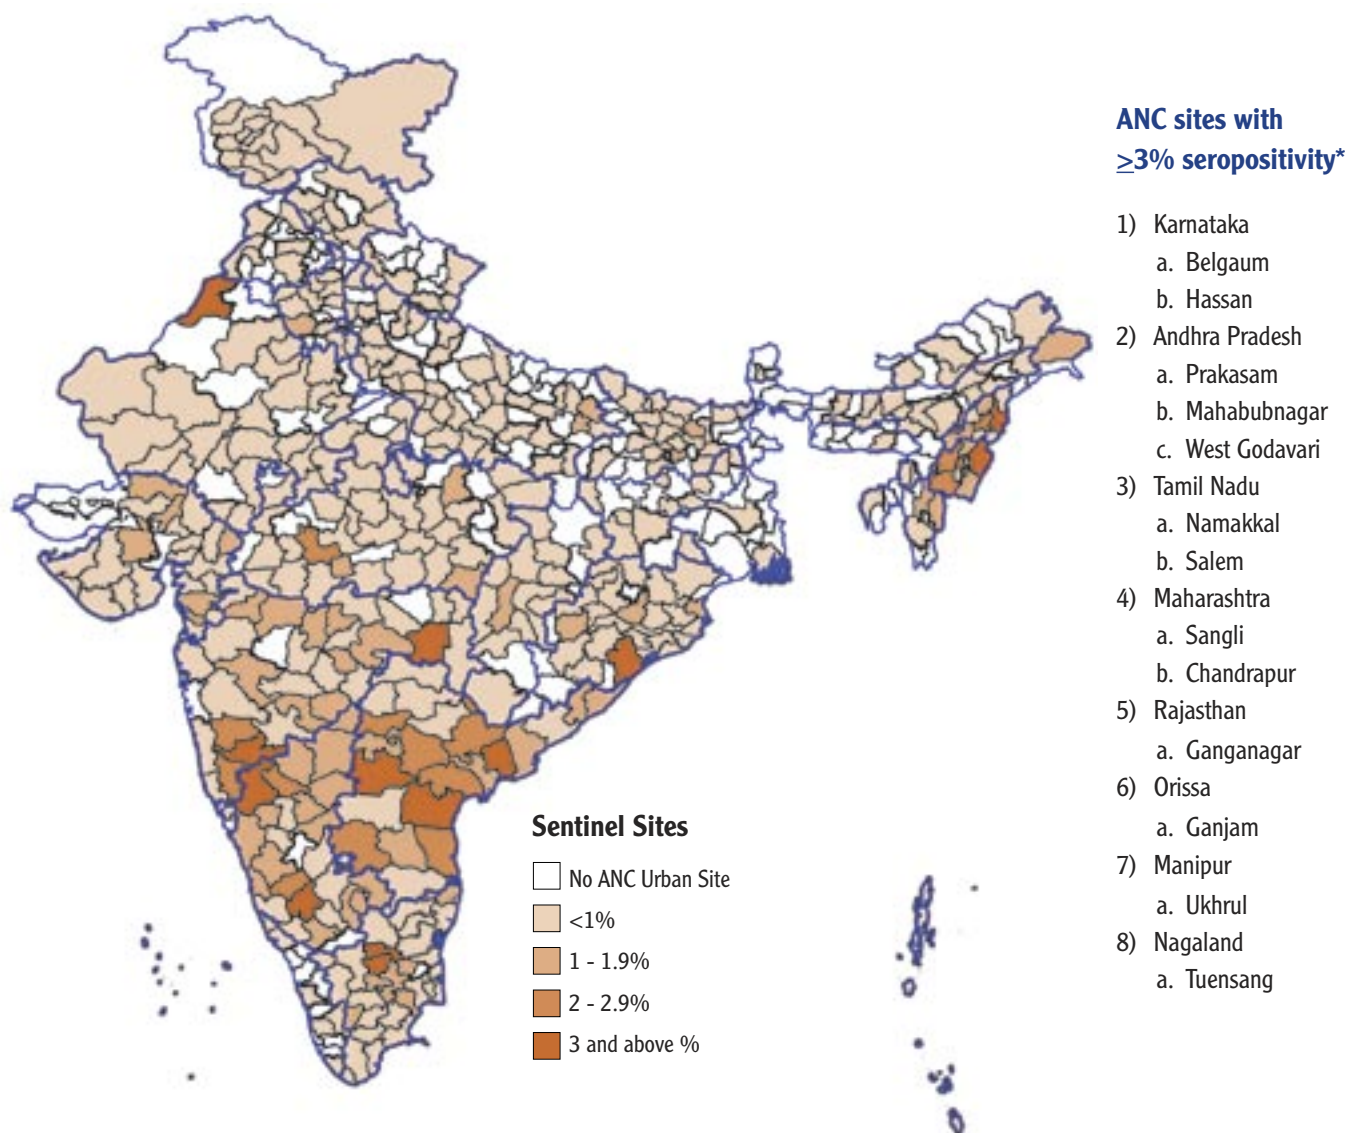 ANC sites with
≥3% seropositivity*
1) Karnataka
a. Belgaum
b. Hassan
2) Andhra Pradesh
a. Prakasam
b. Mahabubnagar
c. West Godavari
3) Tamil Nadu
a. Namakkal
b. Salem
4) Maharashtra
a. Sangli
b. Chandrapur
5) Rajasthan
a. Ganganagar
6) Orissa
a. Ganjam
7) Manipur
a. Ukhrul
8) Nagaland
a. Tuensang
Sentinel Sites
No ANC Urban Site
<1%
1 - 1.9%
2 - 2.9%
3 and above %